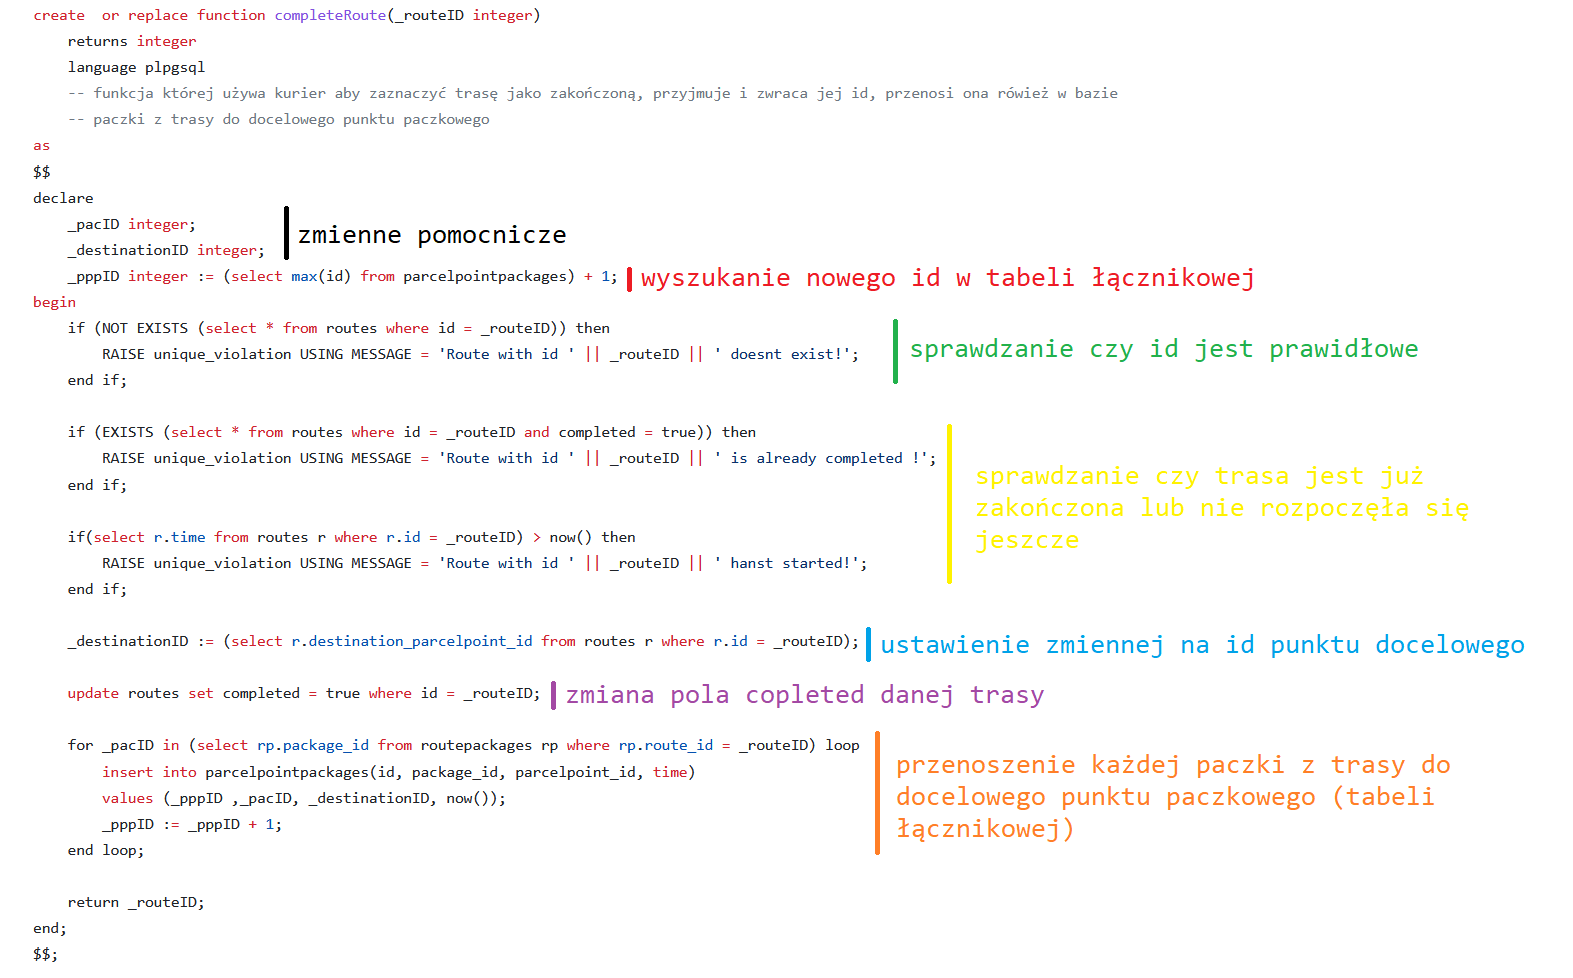 create  or replace function completeRoute(_routeID integer)
    returns integer
    language plpgsql
    -- funkcja której używa kurier aby zaznaczyć trasę jako zakończoną, przyjmuje i zwraca jej id, przenosi ona rówież w bazie
    -- paczki z trasy do docelowego punktu paczkowego
as
$$
declare
    _pacID integer;
    _destinationID integer;
zmienne pomocnicze
    _pppID integer := (select max(id) from parcelpointpackages) + 1; wyszukanie nowego id w tabeli łącznikowej
begin
    if (NOT EXISTS (select * from routes where id = _routeID)) then
        RAISE unique_violation USING MESSAGE = 'Route with id ' || _routeID || ' doesnt exist!';
    end if;
sprawdzanie czy id jest prawidłowe
    if (EXISTS (select * from routes where id = _routeID and completed = true)) then
        RAISE unique_violation USING MESSAGE = 'Route with id ' || _routeID || ' is already completed !';
    end if;
    if(select r.time from routes r where r.id = _routeID) > now() then
        RAISE unique_violation USING MESSAGE = 'Route with id ' || _routeID || ' hanst started!';
    end if;
sprawdzanie czy trasa jest już
zakończona lub nie rozpoczęła się
jeszcze
    _destinationID := (select r.destination_parcelpoint_id from routes r where r.id = _routeID); ustawienie zmiennej na id punktu docelowego
    update routes set completed = true where id = _routeID; zmiana pola copleted danej trasy
    for _pacID in (select rp.package_id from routepackages rp where rp.route_id = _routeID) loop
        insert into parcelpointpackages(id, package_id, parcelpoint_id, time)
        values (_pppID ,_pacID, _destinationID, now());
        _pppID := _pppID + 1;
    end loop;
przenoszenie każdej paczki z trasy do
docelowego punktu paczkowego (tabeli
łącznikowej)
    return _routeID;
end;
$$;